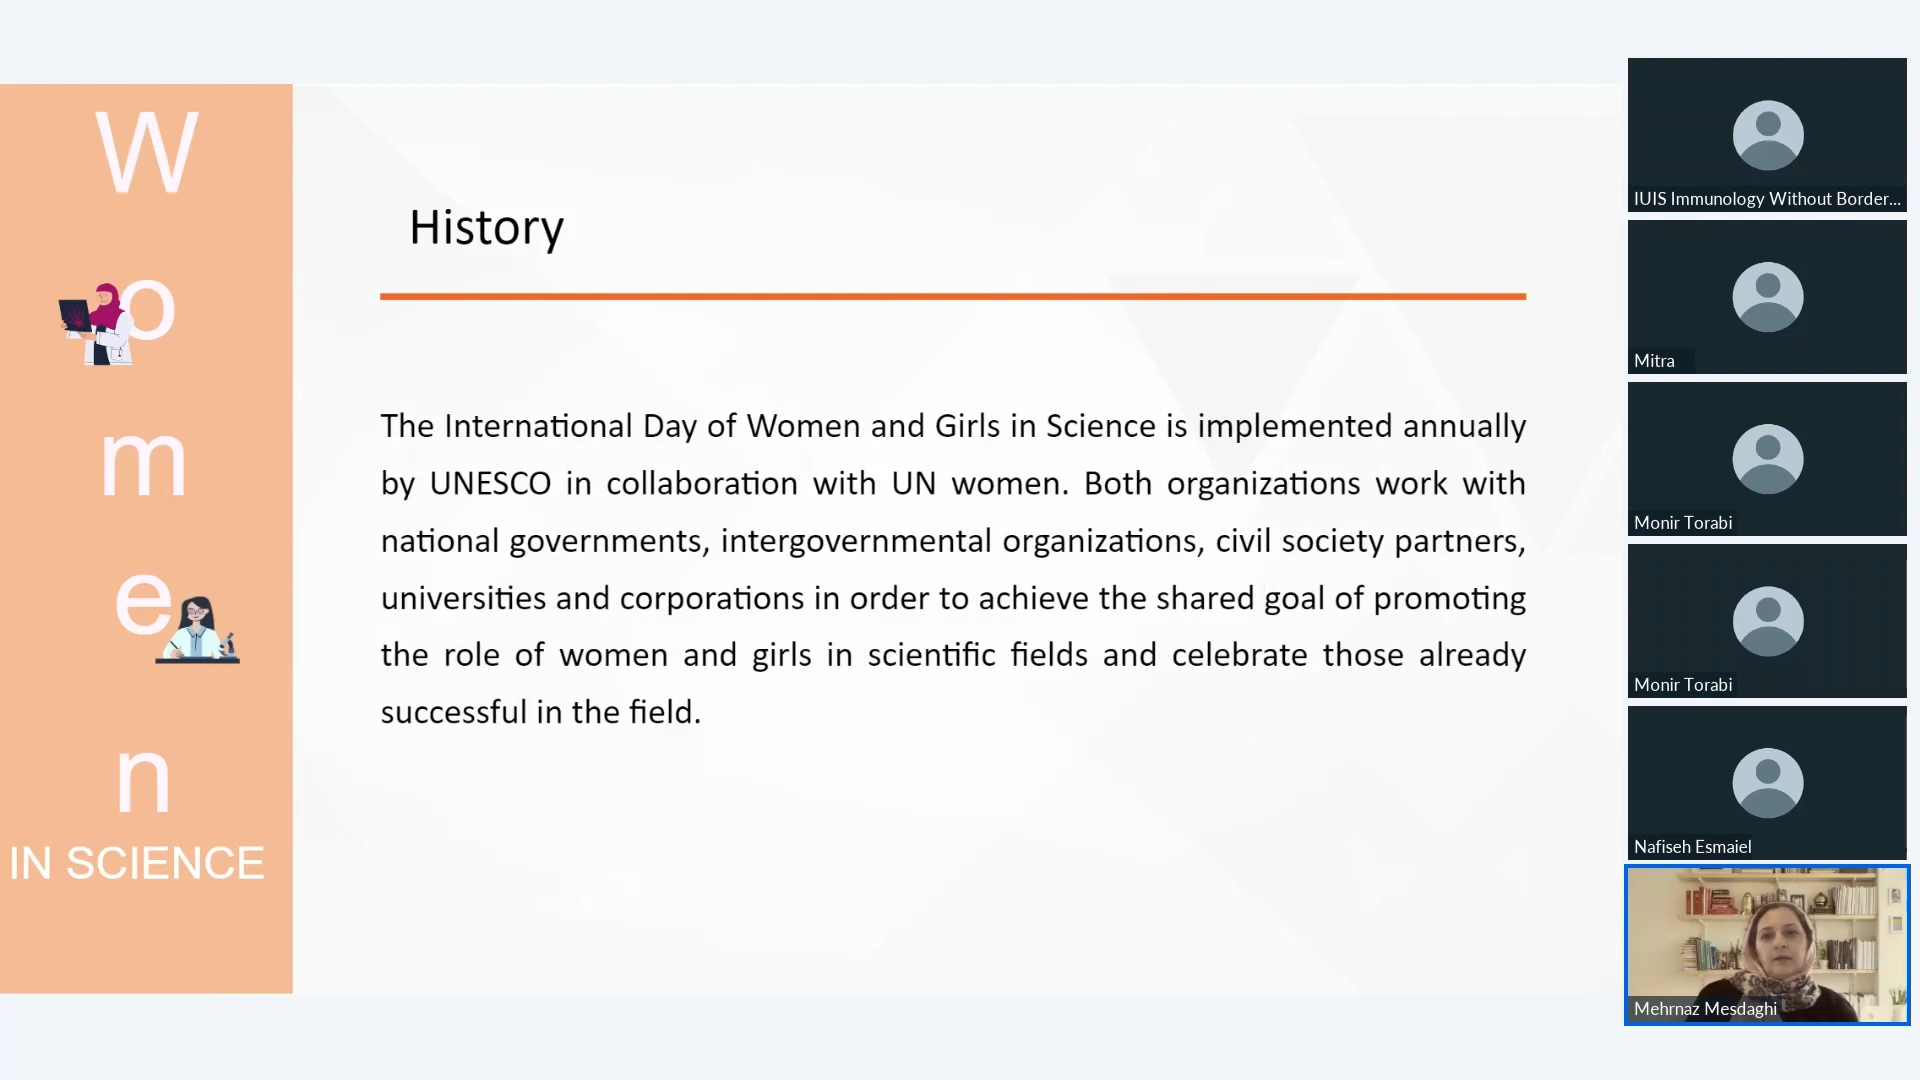 W
o
m
e
n
IN SCIENCE
History
The International Day of Women and Girls in Science is implemented annually
by UNESCO in collaboration with UN women. Both organizations work with
national governments, intergovernmental organizations, civil society partners,
universities and corporations in order to achieve the shared goal of promoting
the role of women and girls in scientific fields and celebrate those already
successful in the field.
IUIS Immunology Without Border...
Mitra
Monir Torabi
Monir Torabi
Nafiseh Esmaiel
Mehrnaz Mesdaghi